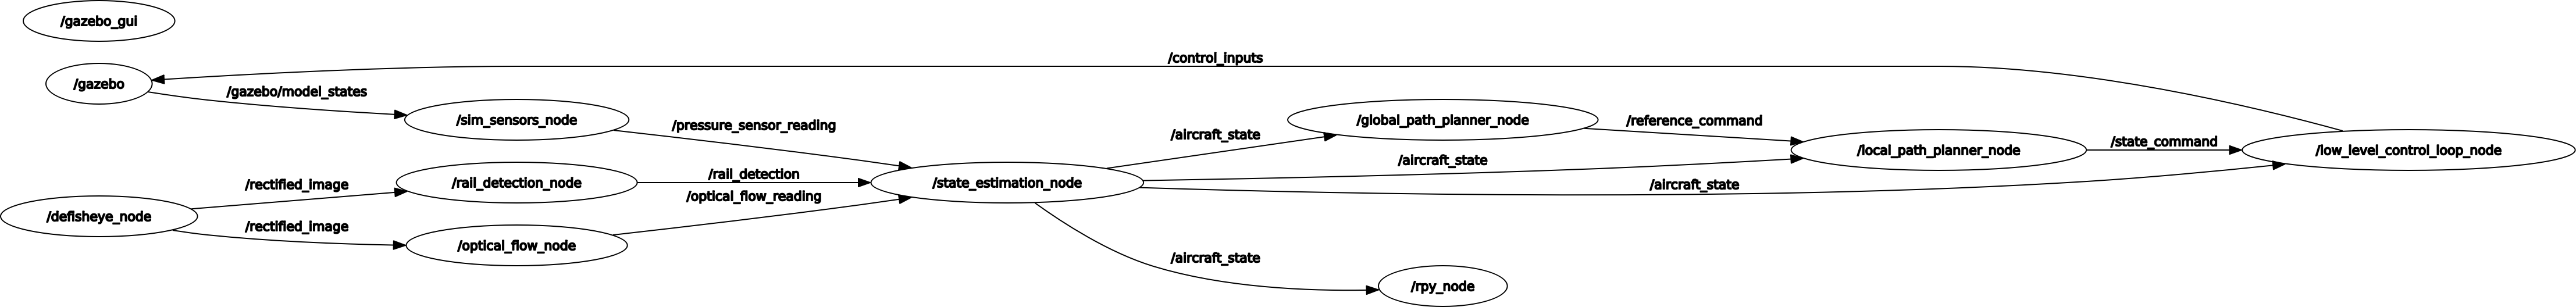 /gazebo_gui
/control_inputs
/gazebo
/gazebo/model_states
/sim_sensors_node
/pressure_sensor_reading
/aircraft_state
/global_path_planner_node
/reference_command
/state_command
/local_path_planner_node
/low_level_control_loop_node
/aircraft_state
/rectified_image
/rail_detection_node
/rail_detection
/state_estimation_node
/aircraft_state
/optical_flow_reading
/defisheye_node
/rectified_image
/optical_flow_node
/aircraft_state
/rpy_node